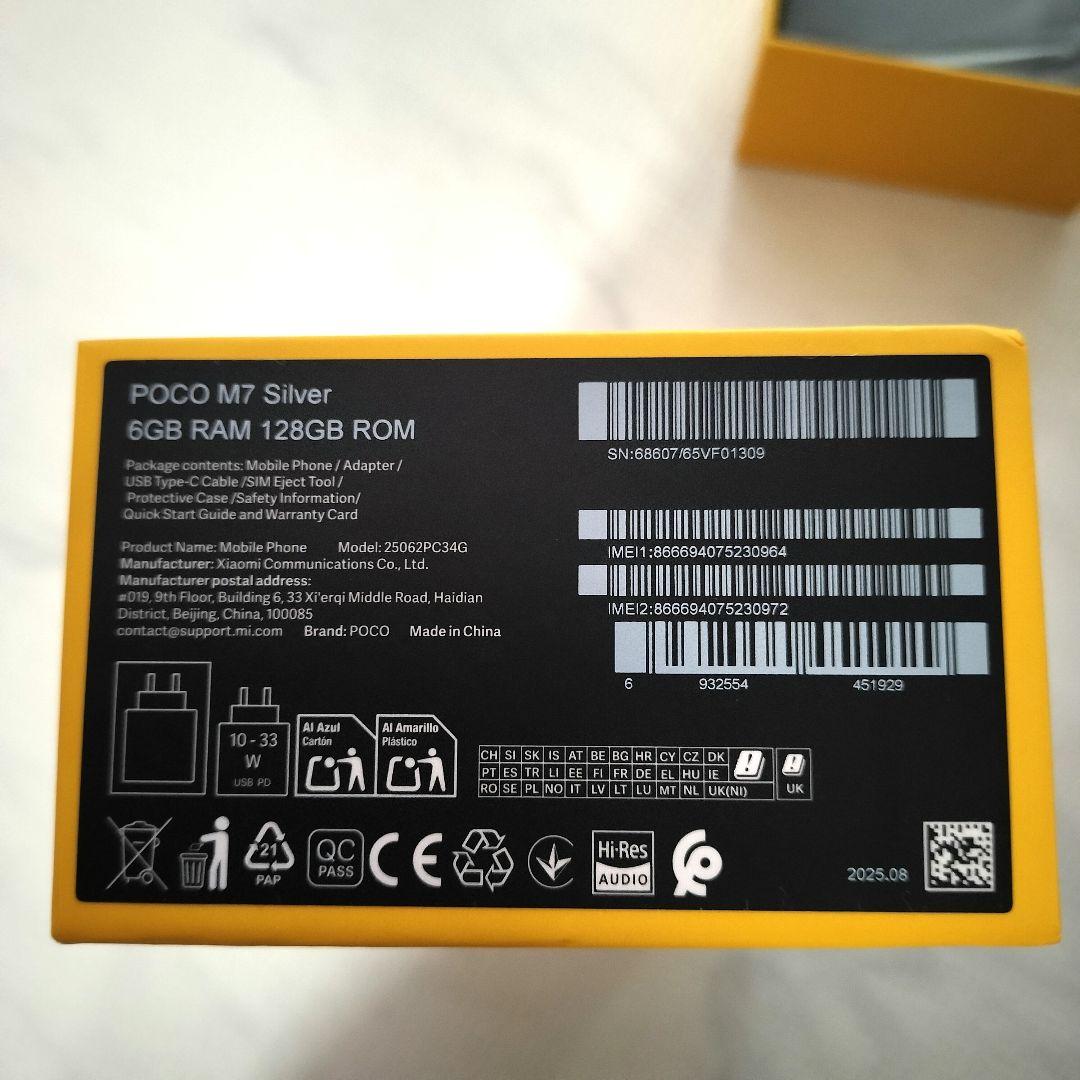 POCO M7 Silver
6GB RAM 128GB ROM
Package contents: Mobile Phone / Adapter /
USB Type-C Cable /SIM Eject Tool /
Protective Case /Safety Information/
Quick Start Guide and Warranty Card
Product Name: Mobile Phone Model: 25062PC34G
Manufacturer: Xiaomi Communications Co., Ltd.
Manufacturer postal address:
#019, 9th Floor, Building 6, 33 Xi'erqi Middle Road, Haidian
District, Beijing, China, 100085
contact@support.mi.com Brand: POCO Made in China
SN:68607/65VF01309
IMEI1:866694075230964
IMEI2:866694075230972
6 932554 451929
10 - 33
W
USB PD
Al Azul
Cartón
Al Amarillo
Plástico
CH SI SK IS AT BE BG HR CY CZ DK
PT ES TR LI EE FI FR DE EL HU IE
RO SE PL NO IT LV LT LU MT NL UK(NI)
UK
21
PAP
QC
PASS
CE
Hi-Res
AUDIO
2025.08